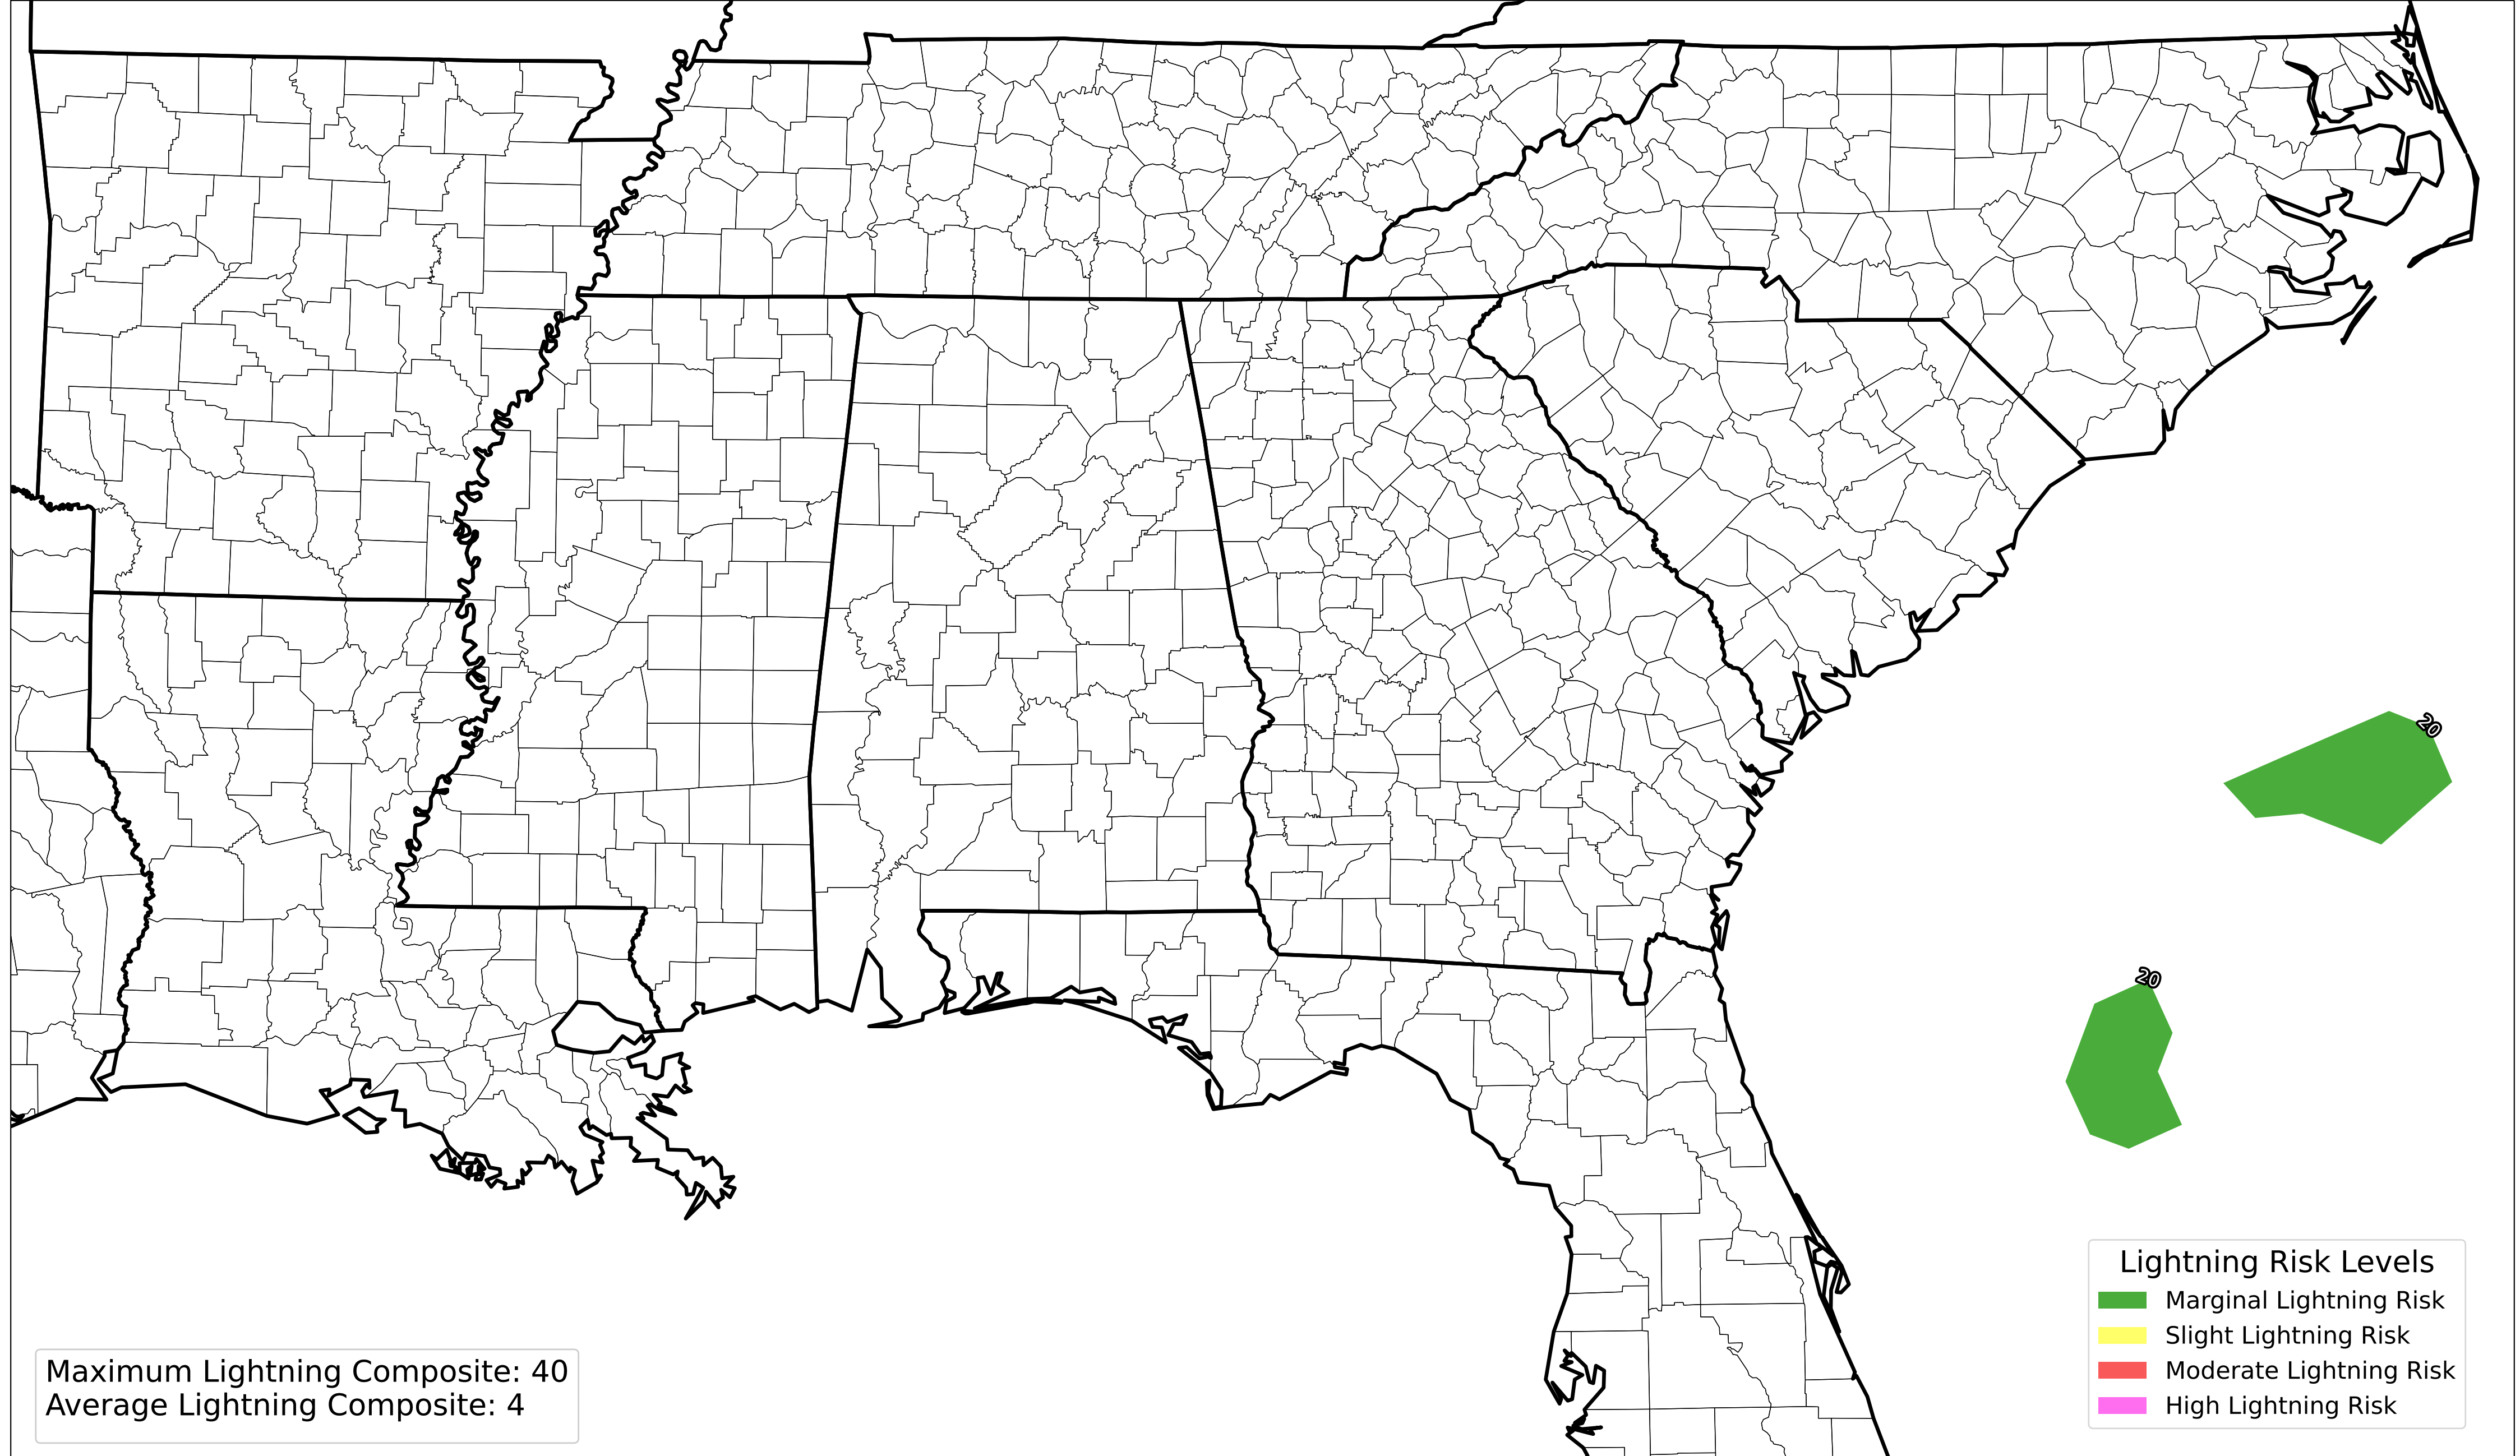 20
20
Lightning Risk Levels
Marginal Lightning Risk
Slight Lightning Risk
Moderate Lightning Risk
High Lightning Risk
Maximum Lightning Composite: 40
Average Lightning Composite: 4